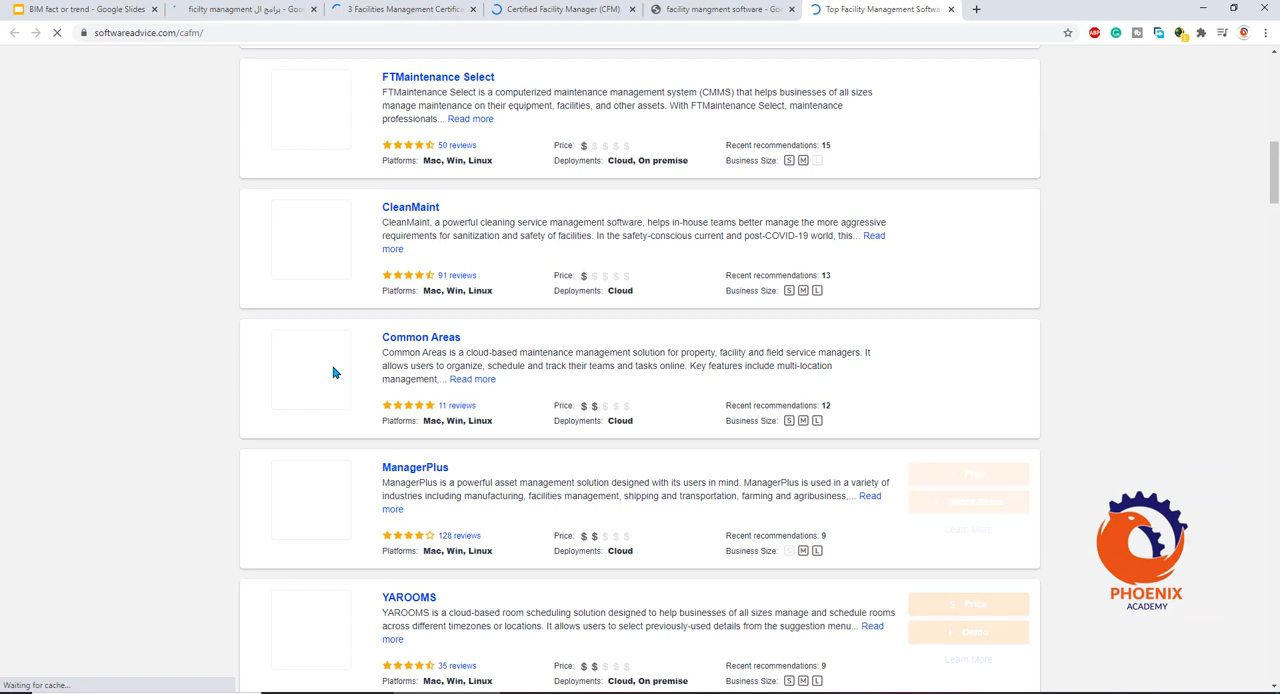 BIM fact or trend - Google Slides
ficilty managment برامج ال - Goo
3 Facilities Management Certifica
Certified Facility Manager (CFM)
facility mangment software - Goo
Top Facility Management Softwa
softwareadvice.com/cafm/
FTMaintenance Select
FTMaintenance Select is a computerized maintenance management system (CMMS) that helps businesses of all sizes
manage maintenance on their equipment, facilities, and other assets. With FTMaintenance Select, maintenance
professionals... Read more
50 reviews Price: $ $ $ $ $ Recent recommendations: 15
Platforms: Mac, Win, Linux Deployments: Cloud, On premise Business Size: S M L
CleanMaint
CleanMaint, a powerful cleaning service management software, helps in-house teams better manage the more aggressive
requirements for sanitization and safety of facilities. In the safety-conscious current and post-COVID-19 world, this... Read
more
91 reviews Price: $ $ $ $ $ Recent recommendations: 13
Platforms: Mac, Win, Linux Deployments: Cloud Business Size: S M L
Common Areas
Common Areas is a cloud-based maintenance management solution for property, facility and field service managers. It
allows users to organize, schedule and track their teams and tasks online. Key features include multi-location
management,... Read more
11 reviews Price: $ $ $ $ $ Recent recommendations: 12
Platforms: Mac, Win, Linux Deployments: Cloud Business Size: S M L
ManagerPlus
ManagerPlus is a powerful asset management solution designed with its users in mind. ManagerPlus is used in a variety of
industries including manufacturing, facilities management, shipping and transportation, farming and agribusiness,... Read
more
Price
Learn More
128 reviews Price: $ $ $ $ $ Recent recommendations: 9
Platforms: Mac, Win, Linux Deployments: Cloud Business Size: S M L
YAROOMS
YAROOMS is a cloud-based room scheduling solution designed to help businesses of all sizes manage and schedule rooms
across different timezones or locations. It allows users to select previously-used details from the suggestion menu... Read
more
$ Price
Demo
Learn More
35 reviews Price: $ $ $ $ $ Recent recommendations: 9
Platforms: Mac, Win, Linux Deployments: Cloud, On premise Business Size: S M L
PHOENIX
ACADEMY
Waiting for cache...